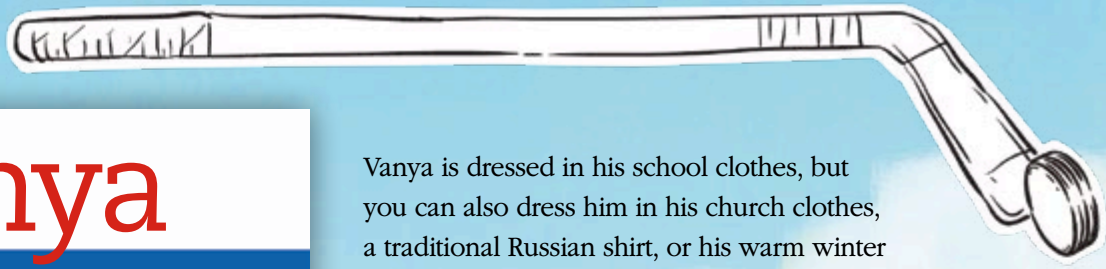 nya
Vanya is dressed in his school clothes, but
you can also dress him in his church clothes,
a traditional Russian shirt, or his warm winter